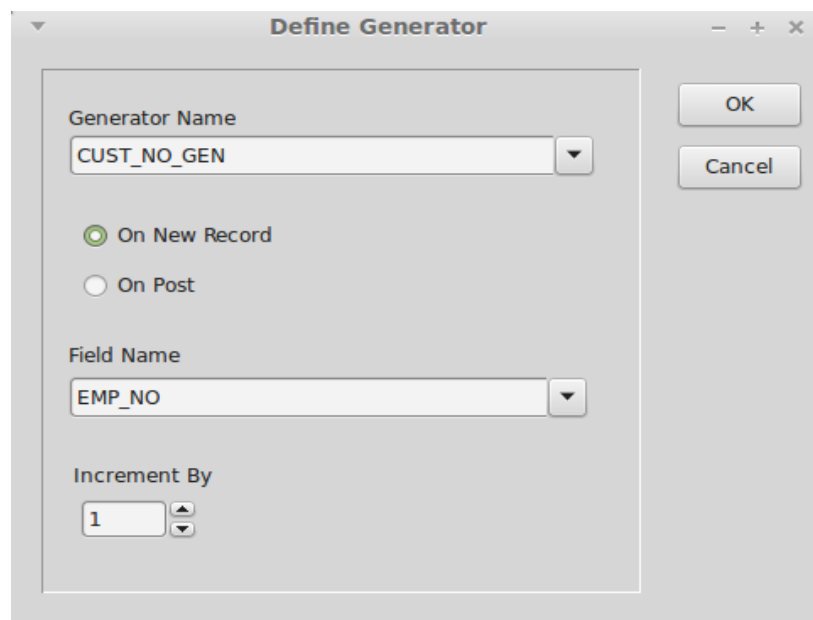 Define Generator
Generator Name
OK
CUST_NO_GEN
Cancel
On New Record
On Post
Field Name
EMP_NO
Increment By
1